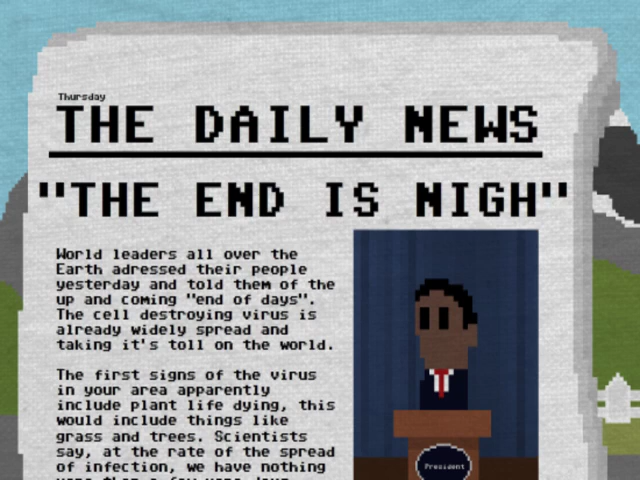 Thursday
THE DAILY NEWS
"THE END IS NIGH"
World leaders all over the
Earth adressed their people
yesterday and told them of the
up and coming "end of days".
The cell destroying virus is
already widely spread and
taking it's toll on the world.
The first signs of the virus
in your area apparently
include plant life dying, this
would include things like
grass and trees. Scientists
say, at the rate of the spread
of infection, we have nothing
President